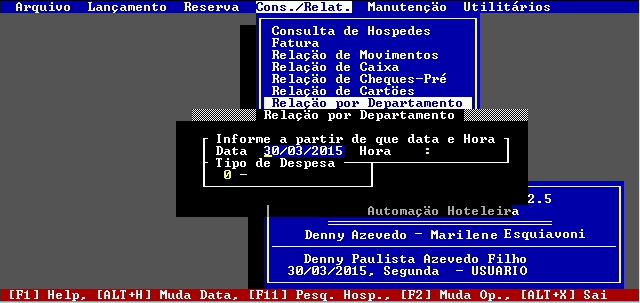 Arquivo Lançamento Reserva Cons./Relat. Manutenção Utilitários
Consulta de Hospedes
Fatura
Relação de Movimentos
Relação de Caixa
Relação de Cheques-Pré
Relação de Cartões
Relação por Departamento
Relação por Departamento
Informe a partir de que data e Hora
Data 30/03/2015 Hora :
Tipo de Despesa
0 -
2.5
Automação Hoteleira
Denny Azevedo - Marilene Esquiavoni
Denny Paulista Azevedo Filho
30/03/2015, Segunda - USUARIO
[F1] Help, [ALT+H] Muda Data, [F11] Pesq. Hosp., [F2] Muda Op., [ALT+X] Sai